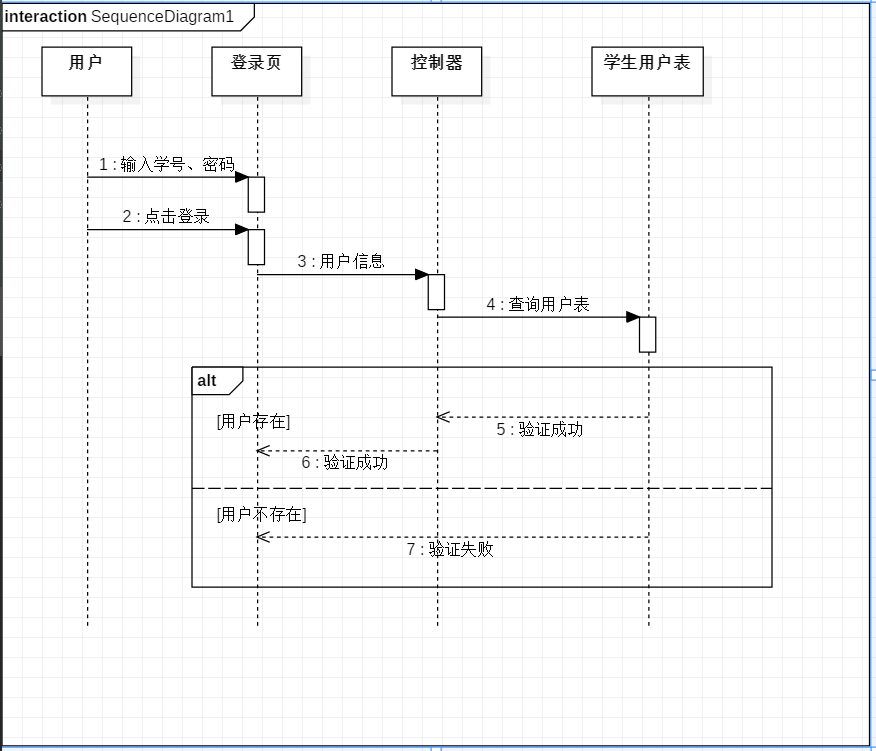 interaction SequenceDiagram1
用户
登录页
控制器
学生用户表
1 : 输入学号、密码
2 : 点击登录
3 : 用户信息
4 : 查询用户表
alt
[用户存在]
5 : 验证成功
6 : 验证成功
[用户不存在]
7 : 验证失败